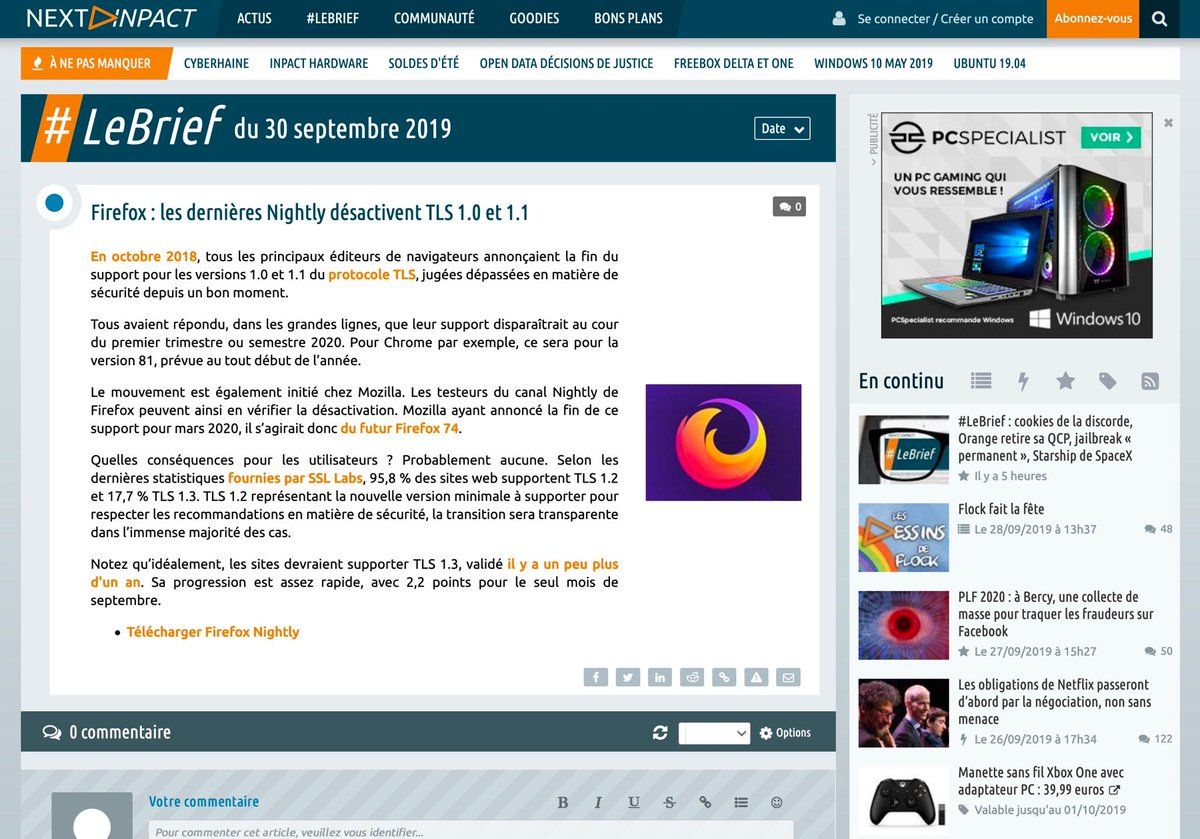 NEXT INPACT
ACTUS #LEBRIEF COMMUNAUTÉ GOODIES BONS PLANS
Se connecter / Créer un compte
Abonnez-vous
À NE PAS MANQUER CYBERHAINE INPACT HARDWARE SOLDES D'ÉTÉ OPEN DATA DÉCISIONS DE JUSTICE FREEBOX DELTA ET ONE WINDOWS 10 MAY 2019 UBUNTU 19.04
#LeBrief du 30 septembre 2019
Date
Firefox : les dernières Nightly désactivent TLS 1.0 et 1.1
0
En octobre 2018, tous les principaux éditeurs de navigateurs annonçaient la fin du
support pour les versions 1.0 et 1.1 du protocole TLS, jugées dépassées en matière de
sécurité depuis un bon moment.
Tous avaient répondu, dans les grandes lignes, que leur support disparaîtrait au cour
du premier trimestre ou semestre 2020. Pour Chrome par exemple, ce sera pour la
version 81, prévue au tout début de l'année.
Le mouvement est également initié chez Mozilla. Les testeurs du canal Nightly de
Firefox peuvent ainsi en vérifier la désactivation. Mozilla ayant annoncé la fin de ce
support pour mars 2020, il s'agirait donc du futur Firefox 74.
Quelles conséquences pour les utilisateurs ? Probablement aucune. Selon les
dernières statistiques fournies par SSL Labs, 95,8 % des sites web supportent TLS 1.2
et 17,7 % TLS 1.3. TLS 1.2 représentant la nouvelle version minimale à supporter pour
respecter les recommandations en matière de sécurité, la transition sera transparente
dans l'immense majorité des cas.
Notez qu'idéalement, les sites devraient supporter TLS 1.3, validé il y a un peu plus
d'un an. Sa progression est assez rapide, avec 2,2 points pour le seul mois de
septembre.
• Télécharger Firefox Nightly
0 commentaire
Options
Votre commentaire
B I U S
Pour commenter cet article, veuillez vous identifier...
> PUBLICITÉ
PCSPECIALIST
VOIR >
UN PC GAMING QUI
VOUS RESSEMBLE !
PCSpecialist recommande Windows
Windows 10
En continu
NEXT INPACT
#LeBrief
#LeBrief : cookies de la discorde,
Orange retire sa QCP, jailbreak «
permanent », Starship de SpaceX
Il y a 5 heures
LES
DESSINS
DE
FLOCK
Flock fait la fête
Le 28/09/2019 à 13h37 48
PLF 2020 : à Bercy, une collecte de
masse pour traquer les fraudeurs sur
Facebook
Le 27/09/2019 à 15h27 50
Les obligations de Netflix passeront
d'abord par la négociation, non sans
menace
Le 26/09/2019 à 17h34 122
Manette sans fil Xbox One avec
adaptateur PC : 39,99 euros
Valable jusqu'au 01/10/2019